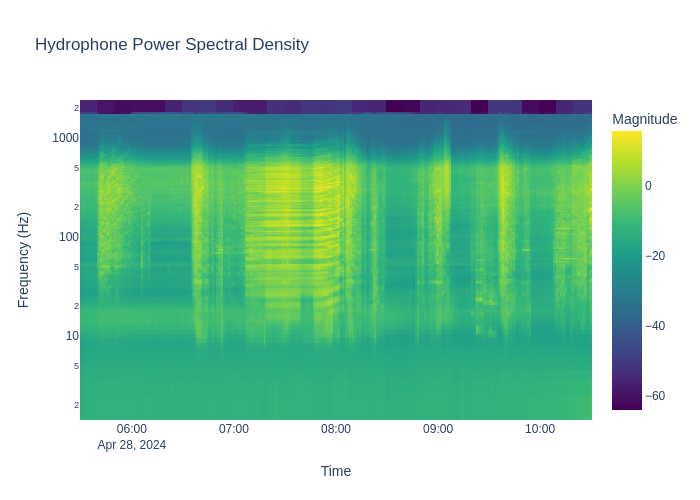 Hydrophone Power Spectral Density
Magnitude
2
1000
5
2
100
5
2
10
5
2
0
−20
−40
−60
Frequency (Hz)
06:00 07:00 08:00 09:00 10:00
Apr 28, 2024
Time